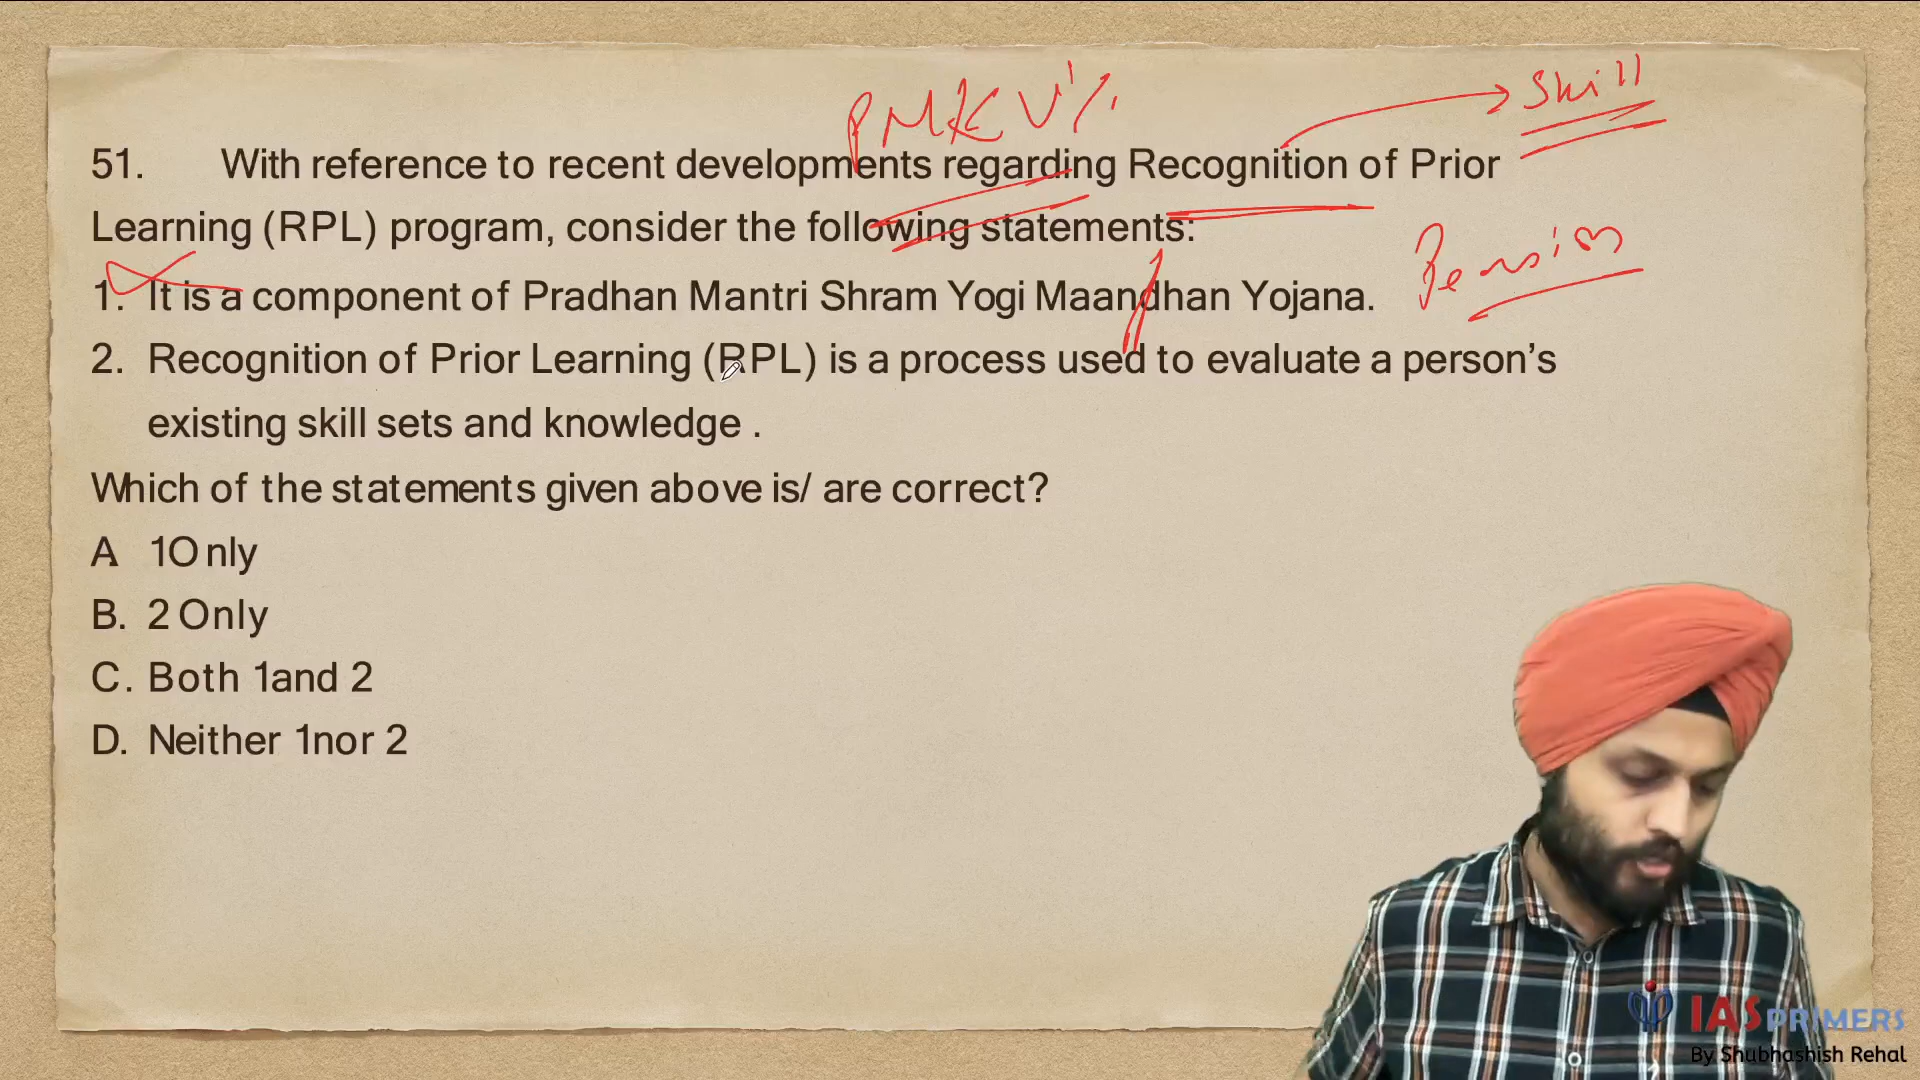 PMKVY
Skill
51. With reference to recent developments regarding Recognition of Prior
Learning (RPL) program, consider the following statements:
Pension
1. It is a component of Pradhan Mantri Shram Yogi Maandhan Yojana.
2. Recognition of Prior Learning (RPL) is a process used to evaluate a person’s
existing skill sets and knowledge .
Which of the statements given above is/ are correct?
A 1Only
B. 2 Only
C. Both 1and 2
D. Neither 1nor 2
IAS PRIMERS
By Shubhashish Rehal